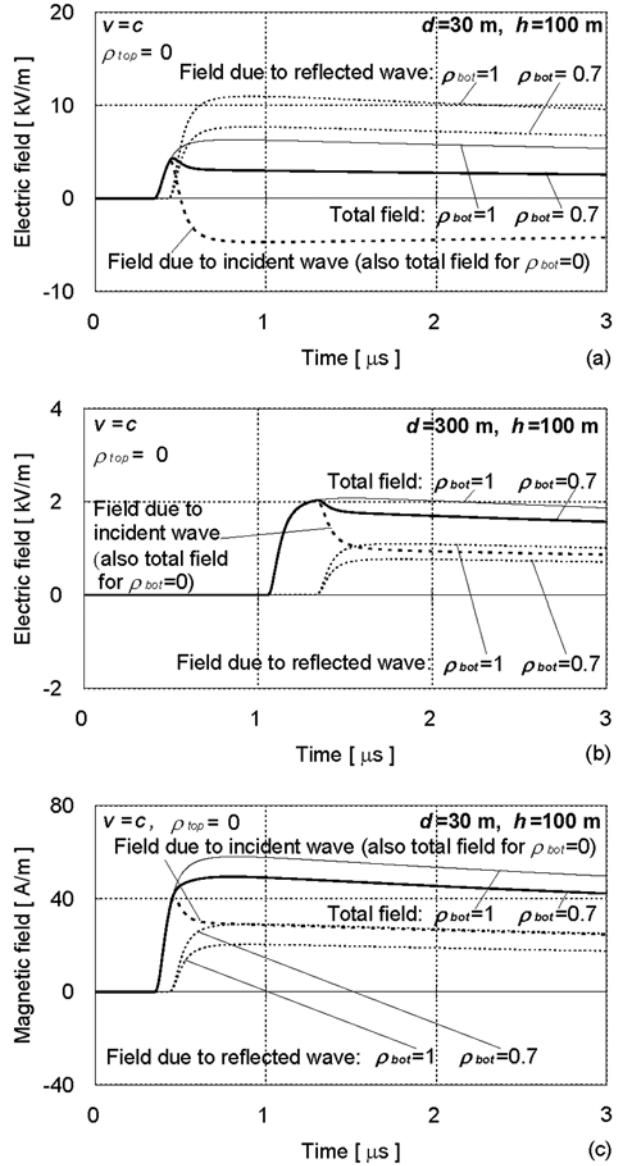 20
v=c
d=30 m, h=100 m
ρtop = 0
Field due to reflected wave: ρbot=1 ρbot= 0.7
10
Electric field [ kV/m ]
0
Total field: ρbot=1 ρbot= 0.7
Field due to incident wave (also total field for ρbot=0)
-10
0 1 2 3
Time [ μs ]
(a)
4
v=c
d=300 m, h=100 m
ρtop = 0
Total field: ρbot=1 ρbot=0.7
2
Field due to
incident wave
(also total field
for ρbot=0)
Electric field [ kV/m ]
0
Field due to reflected wave: ρbot=1 ρbot=0.7
-2
0 1 2 3
Time [ μs ]
(b)
80
v=c, ρtop = 0
d=30 m, h=100 m
Field due to incident wave (also total field for ρbot=0)
40
Total field: ρbot=1 ρbot=0.7
Magnetic field [ A/m ]
0
Field due to reflected wave: ρbot=1 ρbot=0.7
-40
0 1 2 3
Time [ μs ]
(c)